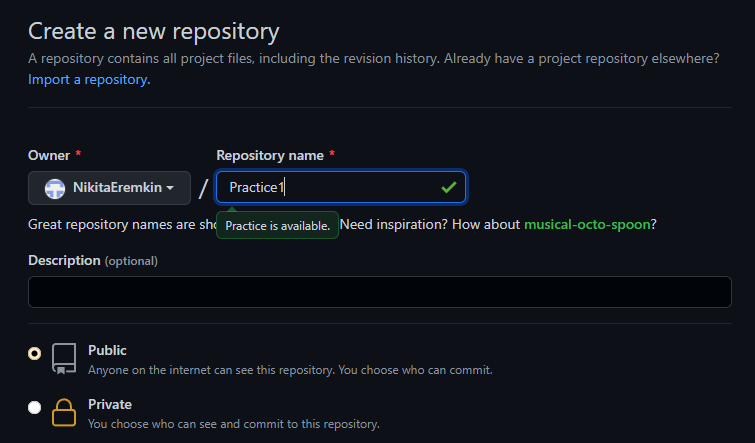 Create a new repository
A repository contains all project files, including the revision history. Already have a project repository elsewhere?
Import a repository.
Owner *
Repository name *
NikitaEremkin
/
Practice1
Great repository names are sho
Practice is available.
Need inspiration? How about musical-octo-spoon?
Description (optional)
Public
Anyone on the internet can see this repository. You choose who can commit.
Private
You choose who can see and commit to this repository.